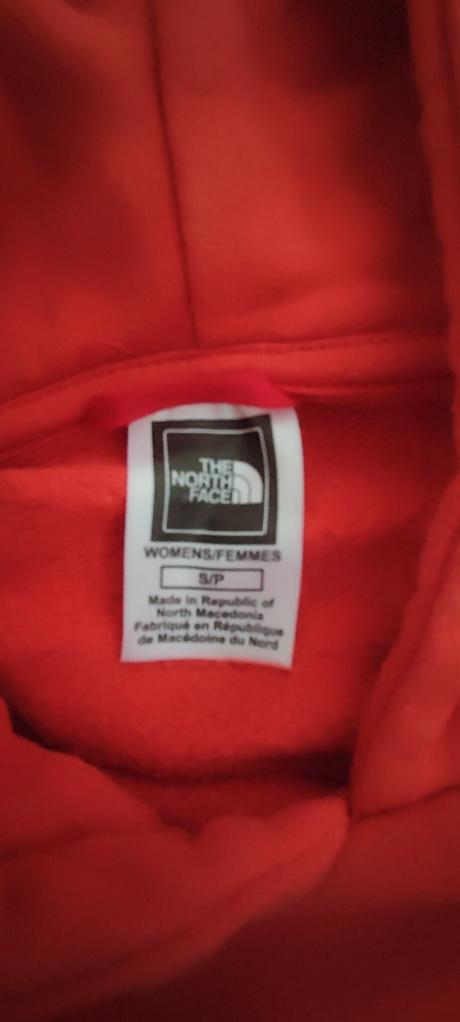 THE
NORTH
FACE
WOMENS/FEMMES
S/P
Made in Republic of
North Macedonia
Fabriqué en République
de Macédoine du Nord